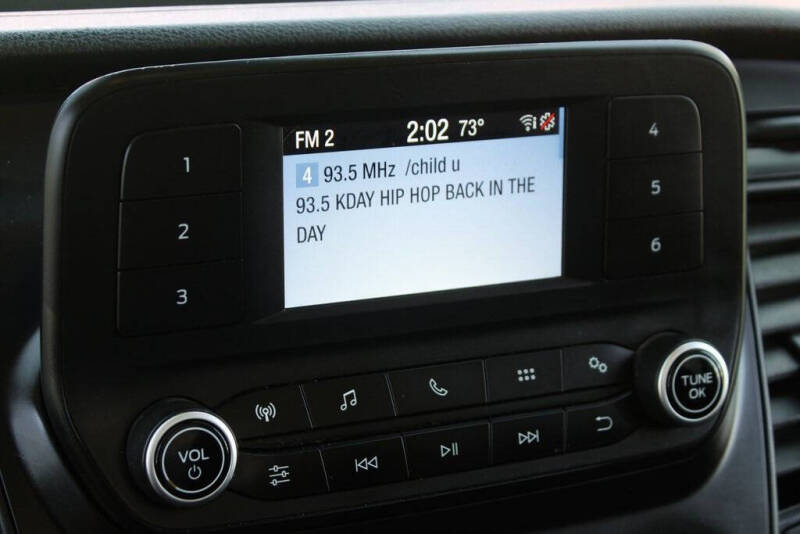 FM 2 2:02 73°
4 93.5 MHz /child u
93.5 KDAY HIP HOP BACK IN THE
DAY
1
2
3
4
5
6
VOL
TUNE
OK